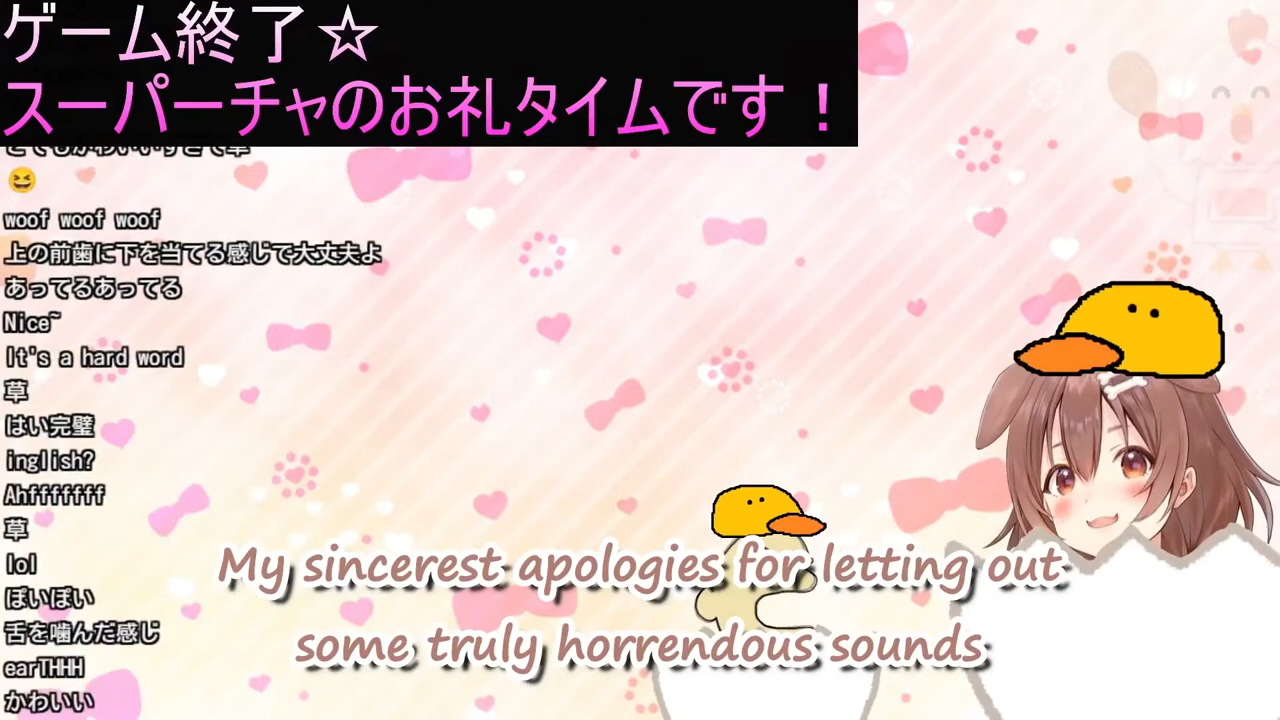 ゲーム終了☆
スーパーチャのお礼タイムです！
woof woof woof
上の前歯に下を当てる感じで大丈夫よ
あってるあってる
Nice~
It's a hard word
草
はい完璧
inglish?
Ahfffffff
草
lol
ぽいぽい
舌を噛んだ感じ
earTHHH
かわいい
My sincerest apologies for letting out
some truly horrendous sounds